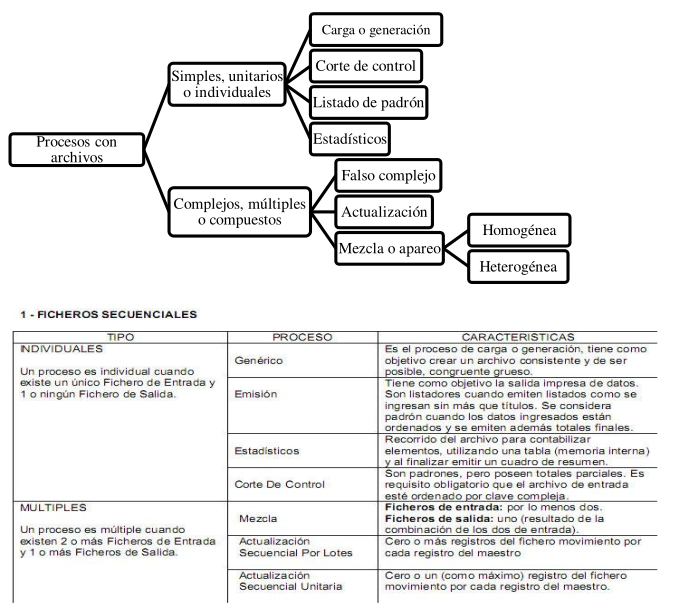 Carga o generación
Simples, unitarios
o individuales
Corte de control
Listado de padrón
Estadísticos
Procesos con
archivos
Falso complejo
Complejos, múltiples
o compuestos
Actualización
Mezcla o apareo
Homogénea
Heterogénea
1 - FICHEROS SECUENCIALES
TIPO PROCESO CARACTERISTICAS
INDIVIDUALES
Un proceso es individual cuando
existe un único Fichero de Entrada y
1 o ningún Fichero de Salida.
Genérico
Es el proceso de carga o generación, tiene como
objetivo crear un archivo consistente y de ser
posible, congruente grueso.
Emisión
Tiene como objetivo la salida impresa de datos.
Son listadores cuando emiten listados como se
ingresan sin más que títulos. Se considera
padrón cuando los datos ingresados están
ordenados y se emiten además totales finales.
Estadísticos
Recorrido del archivo para contabilizar
elementos, utilizando una tabla (memoria interna)
y al finalizar emitir un cuadro de resumen.
Corte De Control
Son padrones, pero poseen totales parciales. Es
requisito obligatorio que el archivo de entrada
esté ordenado por clave compleja.
MULTIPLES
Un proceso es múltiple cuando
existen 2 o más Ficheros de Entrada
y 1 o más Ficheros de Salida.
Mezcla
Ficheros de entrada: por lo menos dos.
Ficheros de salida: uno (resultado de la
combinación de los dos de entrada).
Actualización
Secuencial Por Lotes
Cero o más registros del fichero movimiento por
cada registro del maestro
Actualización
Secuencial Unitaria
Cero o un (como máximo) registro del fichero
movimiento por cada registro del maestro.